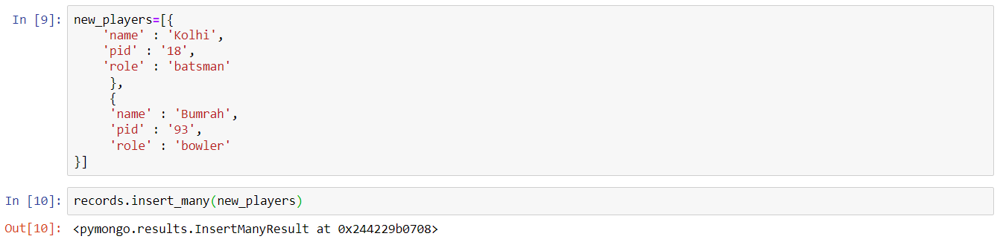 In [9]: new_players=[{
'name' : 'Kolhi',
'pid' : '18',
'role' : 'batsman'
},
{
'name' : 'Bumrah',
'pid' : '93',
'role' : 'bowler'
}]
In [10]: records.insert_many(new_players)
Out[10]: <pymongo.results.InsertManyResult at 0x244229b0708>